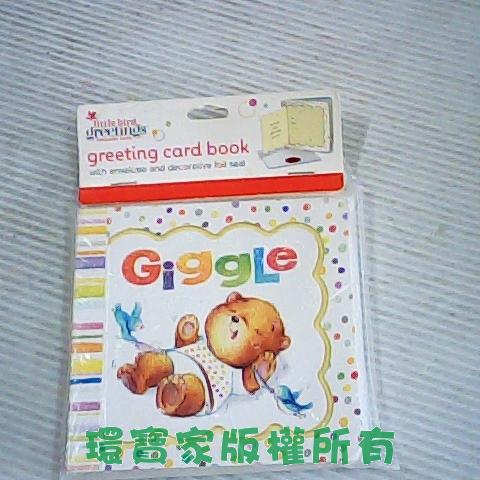 little bird
greetings
greeting card book
with envelope and decorative foil seal
GIGGLE
環寶家版權所有